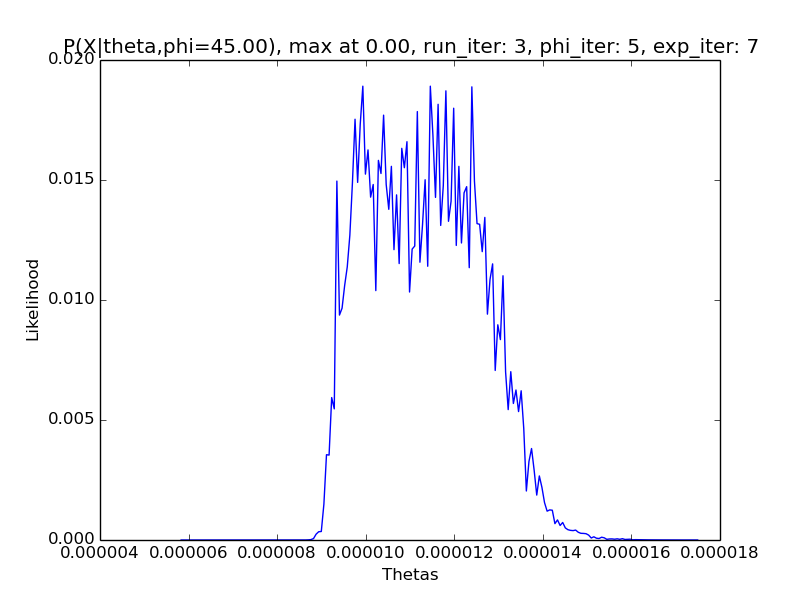 P(X|theta,phi=45.00), max at 0.00, run_iter: 3, phi_iter: 5, exp_iter: 7
0.020
0.015
0.010
0.005
0.000
Likelihood
0.000004 0.000006 0.000008 0.000010 0.000012 0.000014 0.000016 0.000018
Thetas